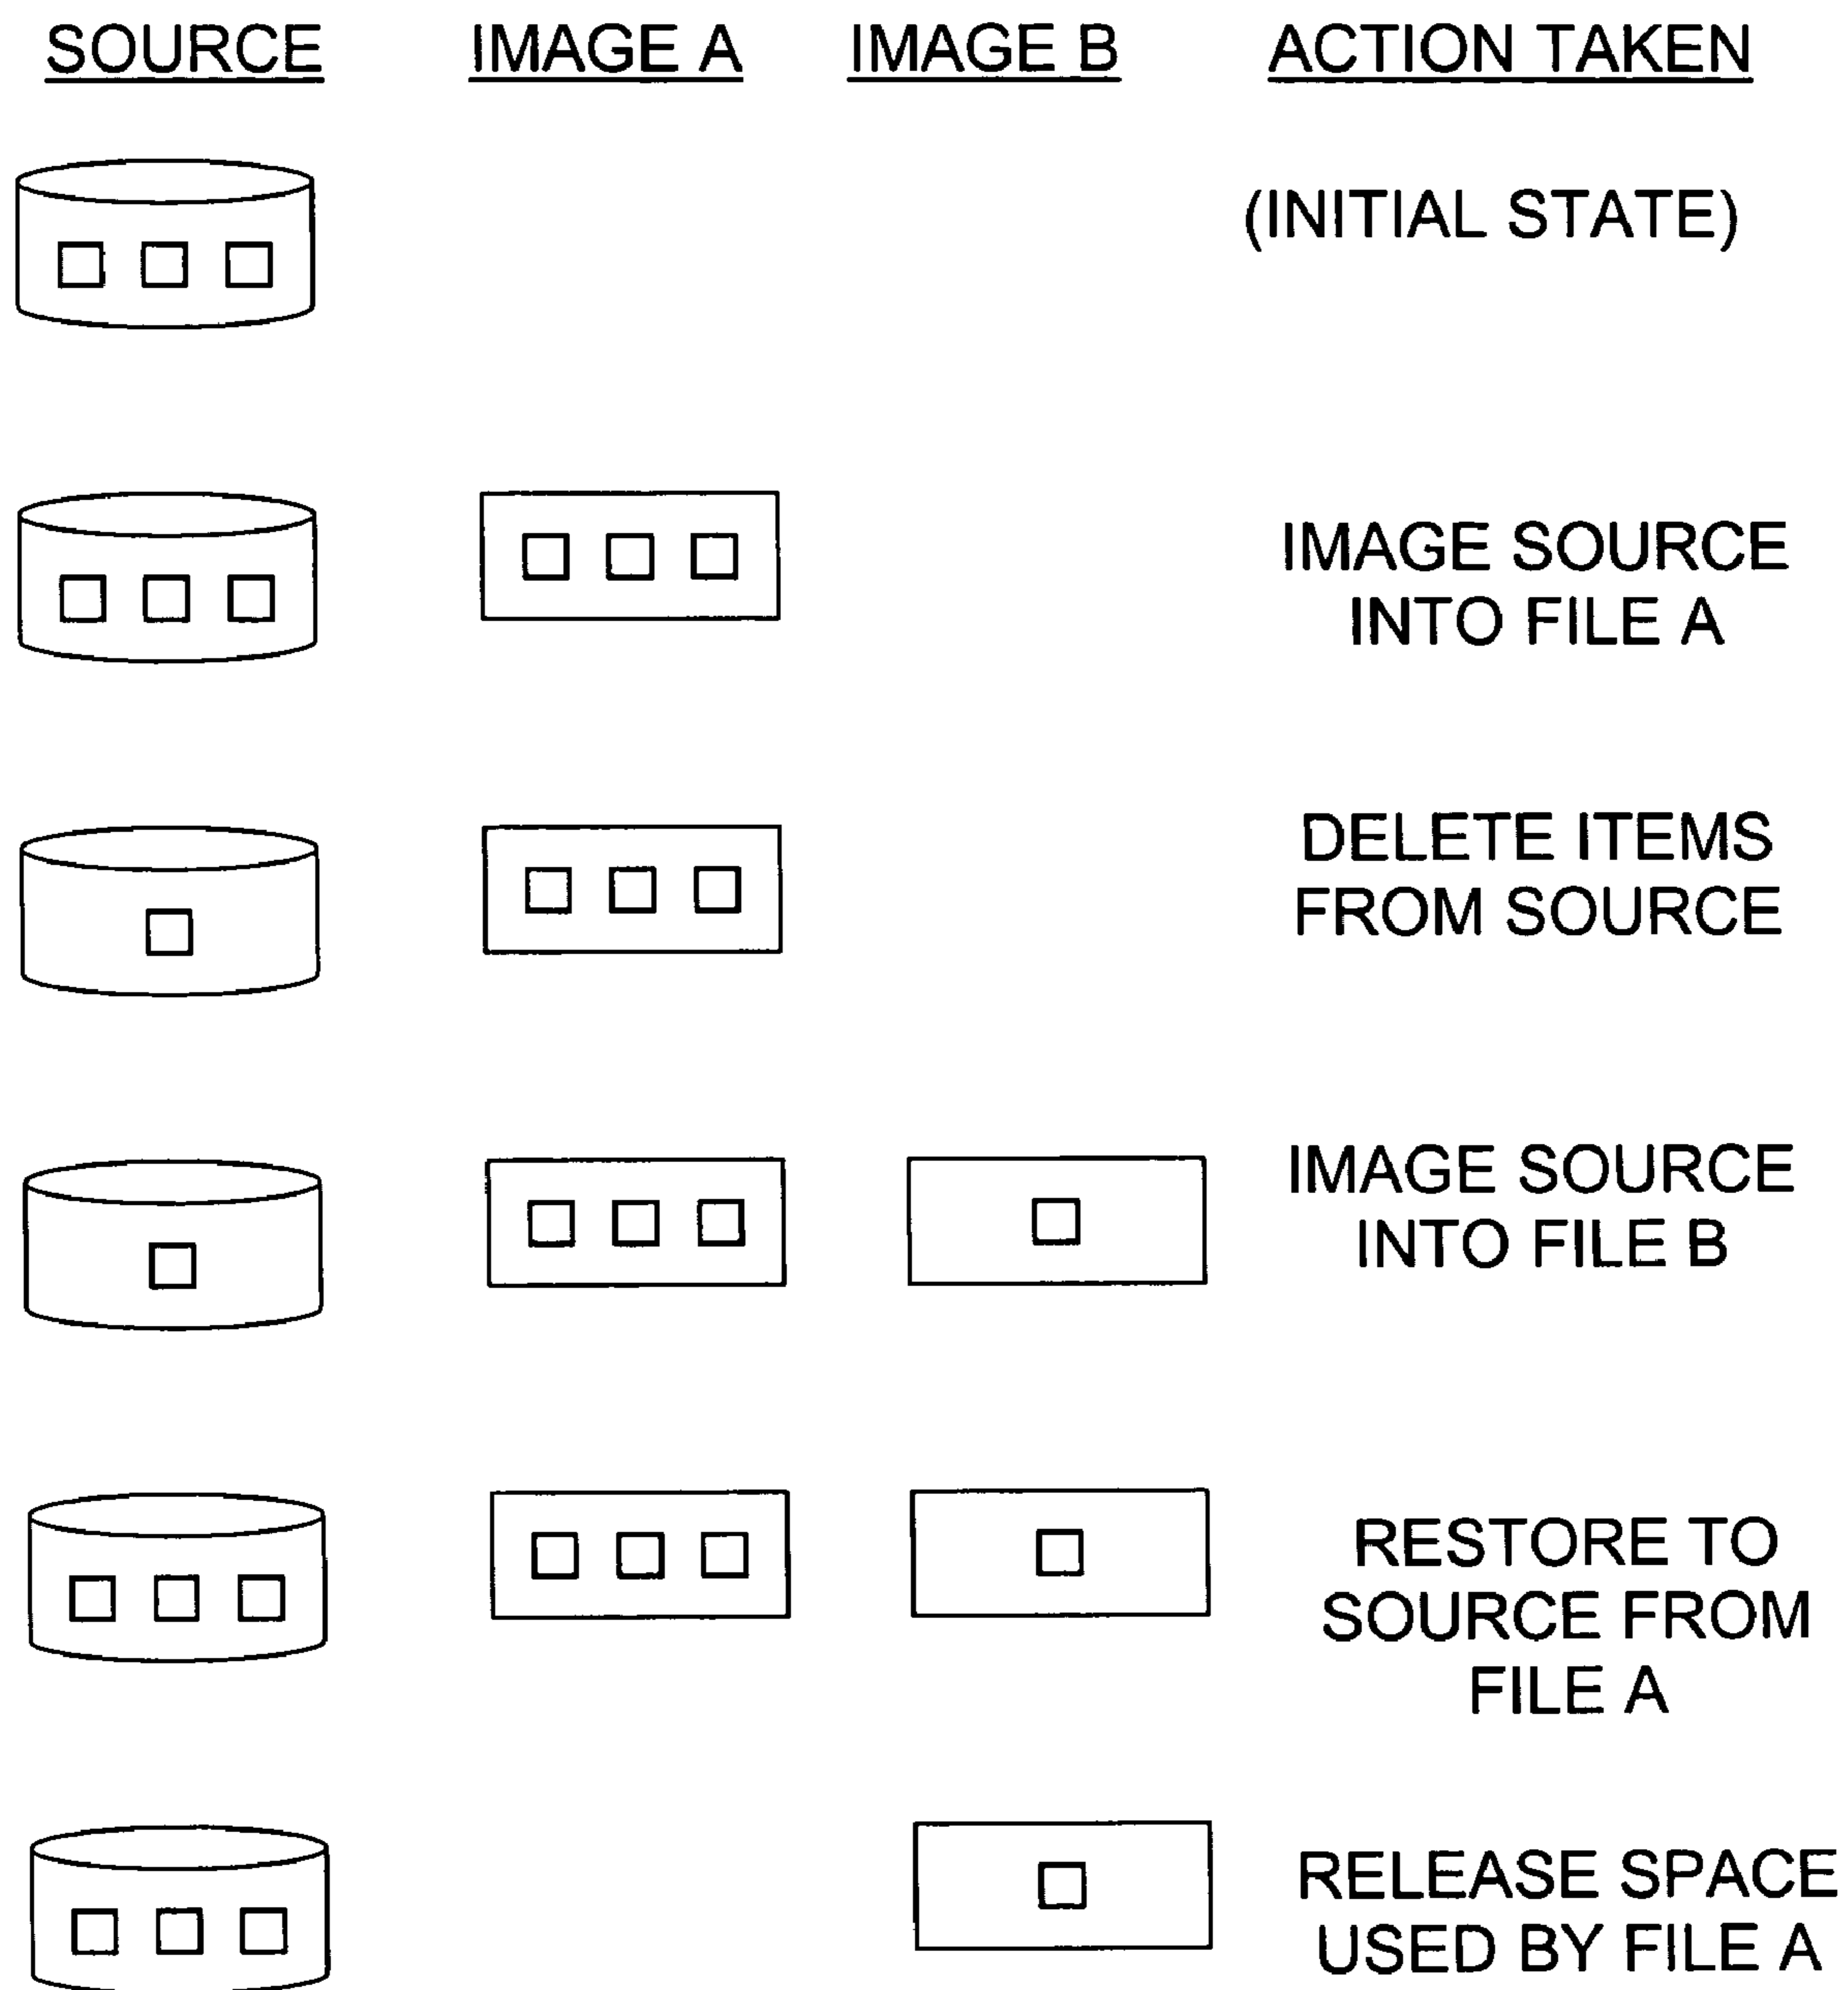 SOURCE IMAGE A IMAGE B ACTION TAKEN
(INITIAL STATE)
IMAGE SOURCE
INTO FILE A
DELETE ITEMS
FROM SOURCE
IMAGE SOURCE
INTO FILE B
RESTORE TO
SOURCE FROM
FILE A
RELEASE SPACE
USED BY FILE A